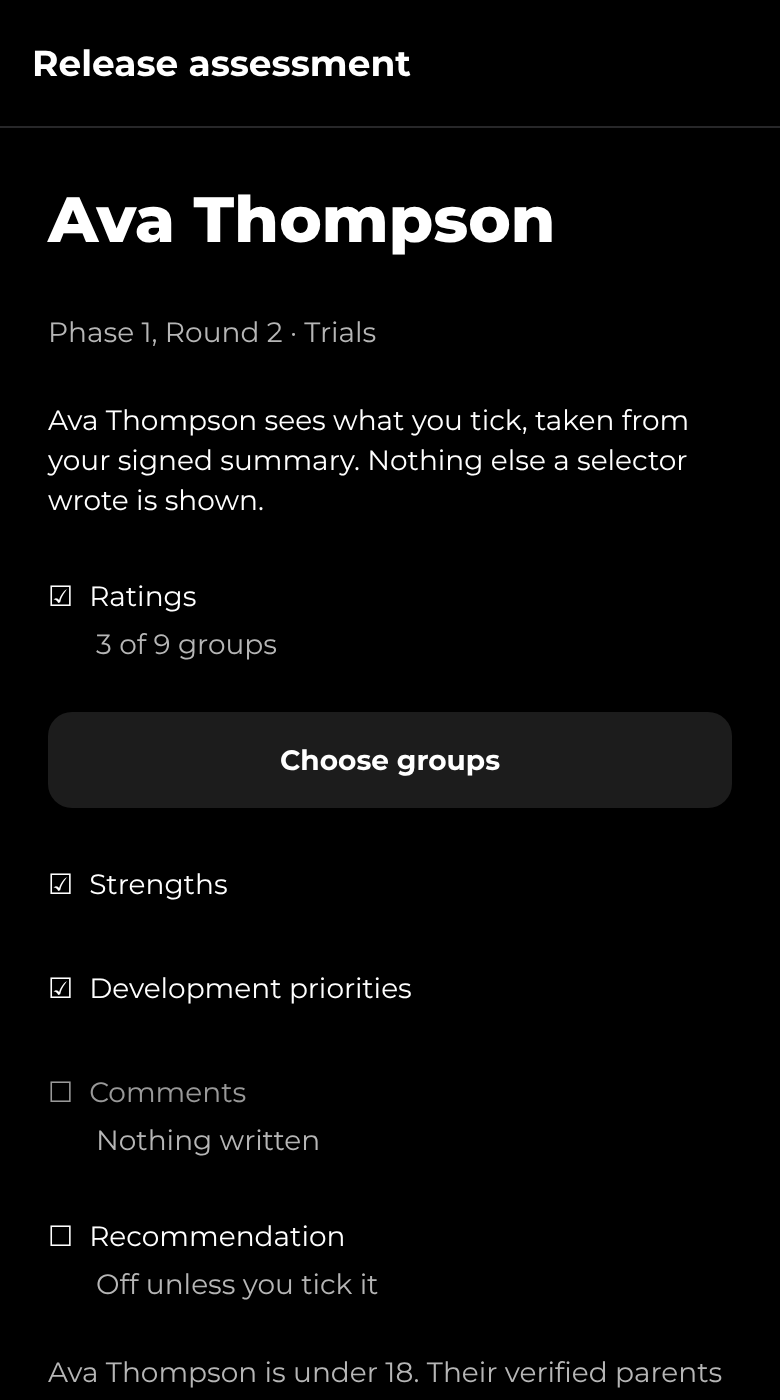 Release assessment
Ava Thompson
Phase 1, Round 2 · Trials
Ava Thompson sees what you tick, taken from
your signed summary. Nothing else a selector
wrote is shown.
☑ Ratings
3 of 9 groups
Choose groups
☑ Strengths
☑ Development priorities
☐ Comments
Nothing written
☐ Recommendation
Off unless you tick it
Ava Thompson is under 18. Their verified parents